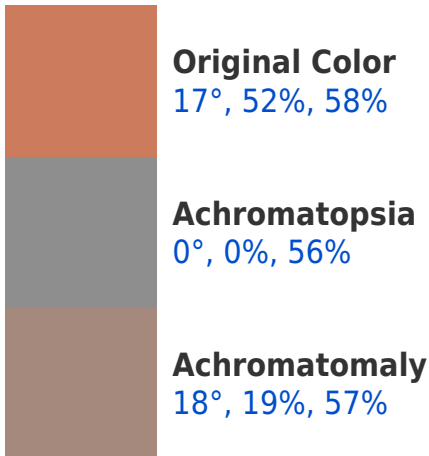 Original Color
17°, 52%, 58%
Achromatopsia
0°, 0%, 56%
Achromatomaly
18°, 19%, 57%